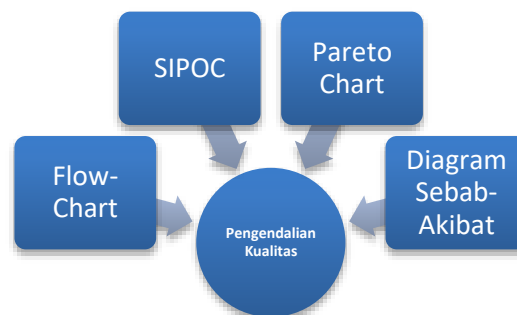 SIPOC
Pareto
Chart
Flow-
Chart
Diagram
Sebab-
Akibat
Pengendalian
Kualitas